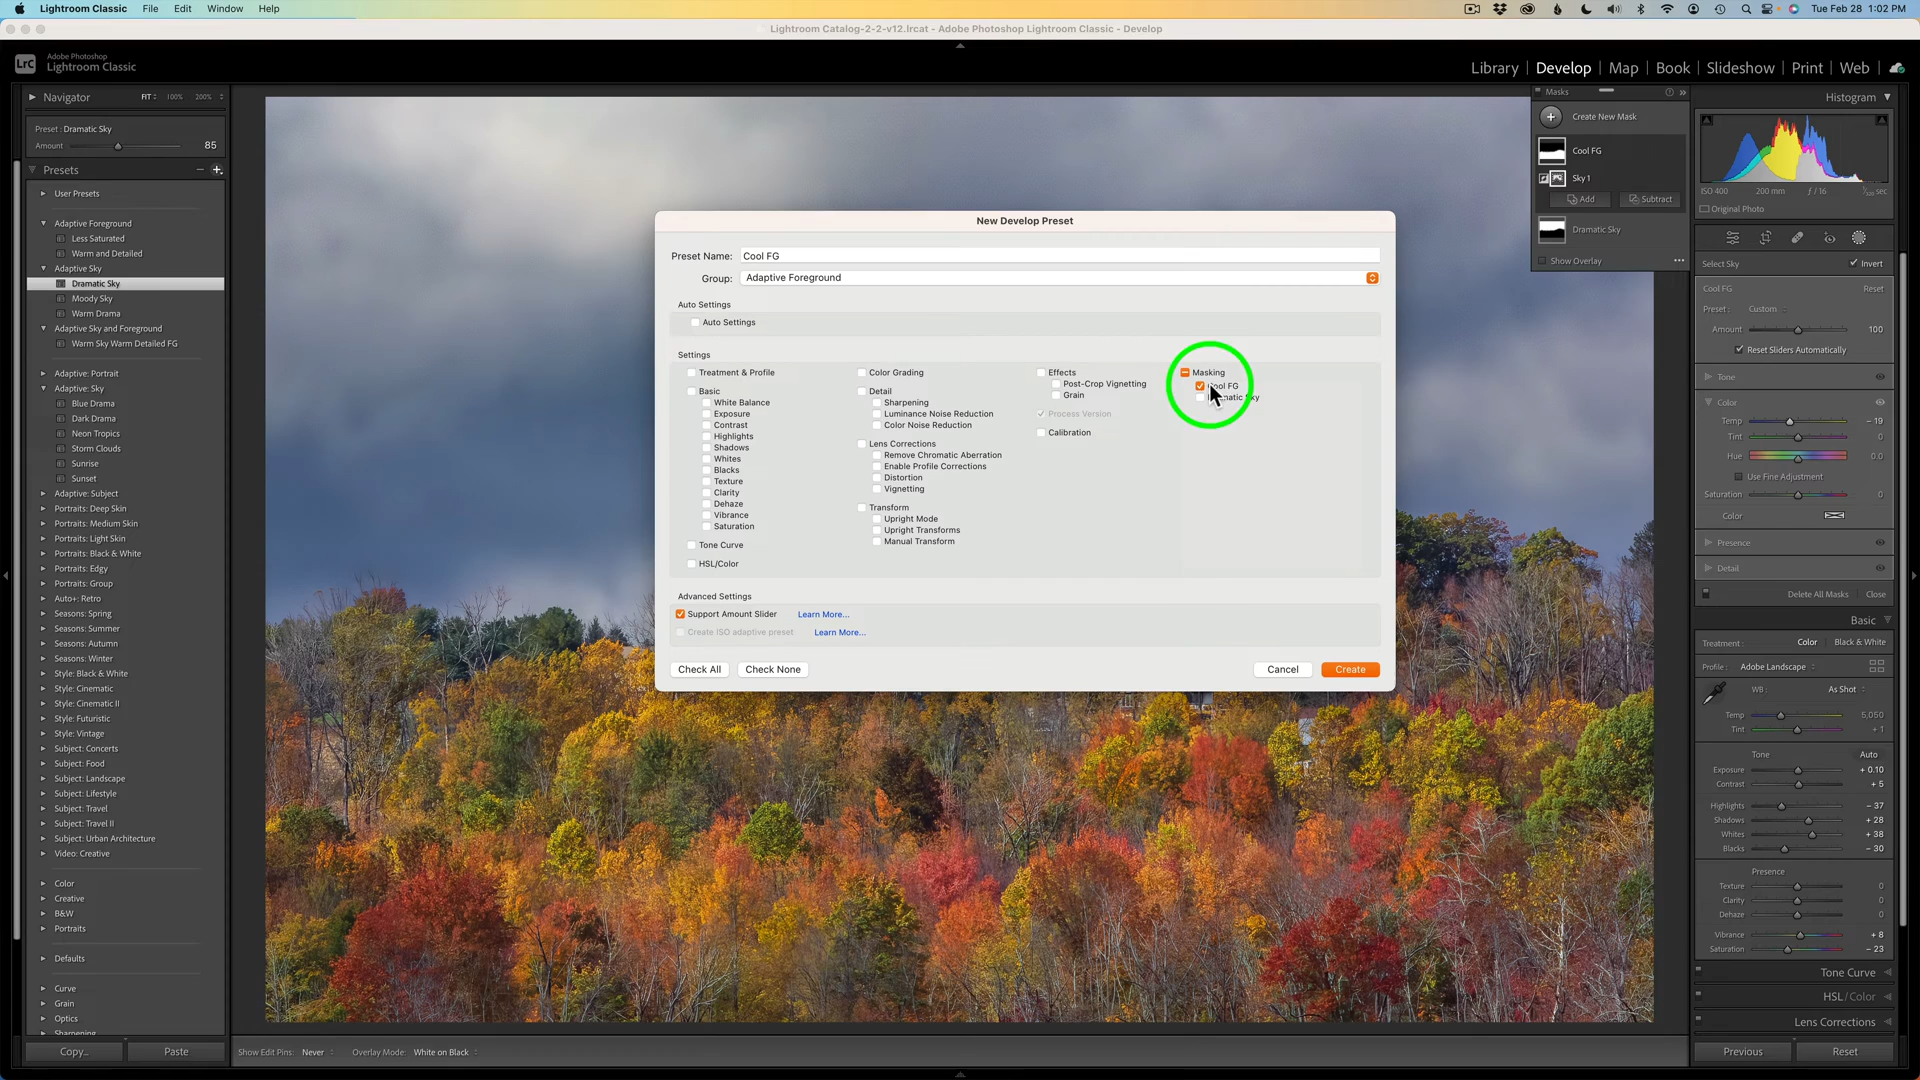 Lightroom Classic File Edit Window Help
Tue Feb 28 1:02 PM
Lightroom Catalog-2-2-v12.lrcat - Adobe Photoshop Lightroom Classic - Develop
LrC
Adobe Photoshop
Lightroom Classic
Library | Develop | Map | Book | Slideshow | Print | Web
Navigator FIT 100% 200%
Preset : Dramatic Sky
Amount 85
Presets
User Presets
Adaptive Foreground
Less Saturated
Warm and Detailed
Adaptive Sky
Dramatic Sky
Moody Sky
Warm Drama
Adaptive Sky and Foreground
Warm Sky Warm Detailed FG
Adaptive: Portrait
Adaptive: Sky
Blue Drama
Dark Drama
Neon Tropics
Storm Clouds
Sunrise
Sunset
Adaptive: Subject
Portraits: Deep Skin
Portraits: Medium Skin
Portraits: Light Skin
Portraits: Black & White
Portraits: Edgy
Portraits: Group
Auto+: Retro
Seasons: Spring
Seasons: Summer
Seasons: Autumn
Seasons: Winter
Style: Black & White
Style: Cinematic
Style: Cinematic II
Style: Futuristic
Style: Vintage
Subject: Concerts
Subject: Food
Subject: Landscape
Subject: Lifestyle
Subject: Travel
Subject: Travel II
Subject: Urban Architecture
Video: Creative
Color
Creative
B&W
Portraits
Defaults
Curve
Grain
Optics
Sharpening
Copy... Paste
Show Edit Pins: Never Overlay Mode: White on Black
New Develop Preset
Preset Name: Cool FG
Group: Adaptive Foreground
Auto Settings
Auto Settings
Settings
Treatment & Profile
Basic
White Balance
Exposure
Contrast
Highlights
Shadows
Whites
Blacks
Texture
Clarity
Dehaze
Vibrance
Saturation
Tone Curve
HSL/Color
Color Grading
Detail
Sharpening
Luminance Noise Reduction
Color Noise Reduction
Lens Corrections
Remove Chromatic Aberration
Enable Profile Corrections
Distortion
Vignetting
Transform
Upright Mode
Upright Transforms
Manual Transform
Effects
Post-Crop Vignetting
Grain
Process Version
Calibration
Masking
Cool FG
Dramatic Sky
Advanced Settings
Support Amount Slider Learn More...
Create ISO adaptive preset Learn More...
Check All Check None Cancel Create
Masks
Create New Mask
Cool FG
Sky 1
Add Subtract
Dramatic Sky
Show Overlay
Histogram
ISO 400 200 mm f / 16 sec
Original Photo
Select Sky Invert
Cool FG Reset
Preset : Custom
Amount 100
Reset Sliders Automatically
Tone
Color
Temp - 19
Tint 0
Hue 0.0
Use Fine Adjustment
Saturation 0
Color
Presence
Detail
Delete All Masks Close
Basic
Treatment : Color Black & White
Profile : Adobe Landscape
WB : As Shot
Temp 5,050
Tint + 1
Tone Auto
Exposure + 0.10
Contrast + 5
Highlights - 37
Shadows + 28
Whites + 38
Blacks - 30
Presence
Texture 0
Clarity 0
Dehaze 0
Vibrance + 8
Saturation - 23
Tone Curve
HSL / Color
Lens Corrections
Previous Reset